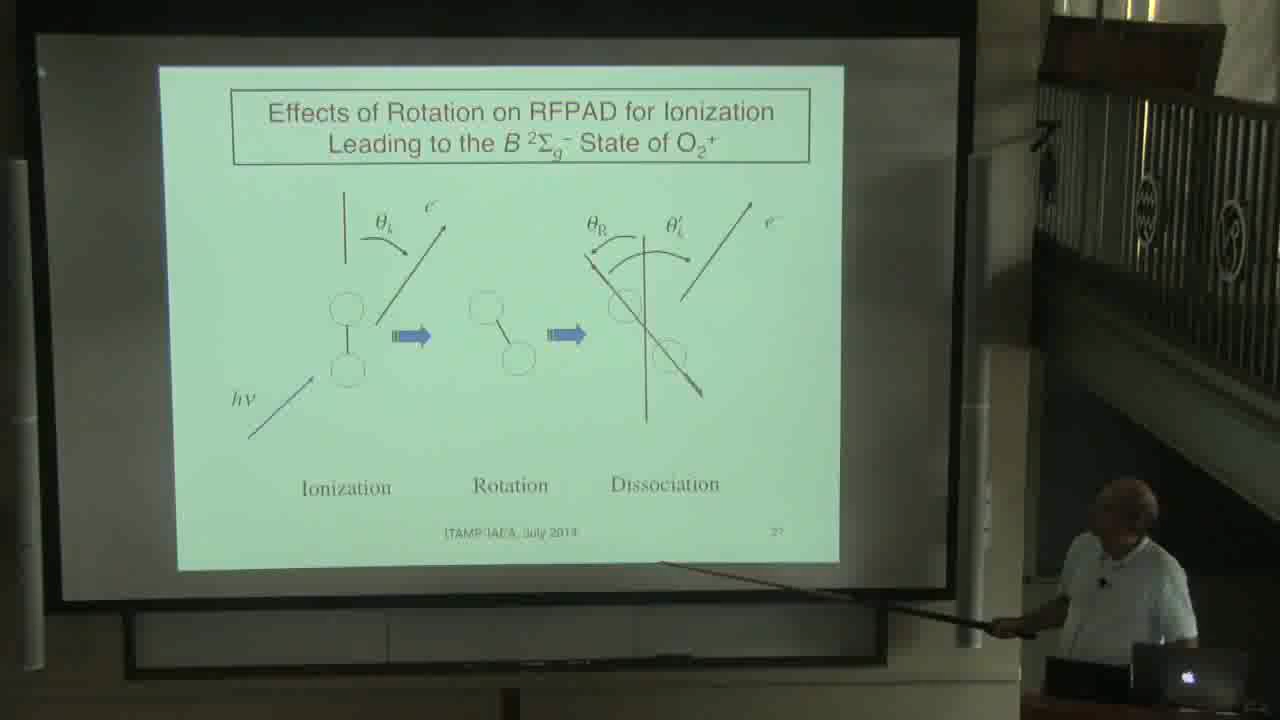 Effects of Rotation on RFPAD for Ionization
Leading to the B ²Σg⁻ State of O₂⁺
θk
e⁻
θR
θ′k
e⁻
hν
Ionization
Rotation
Dissociation
ITAMP-IAEA, July 2014
27